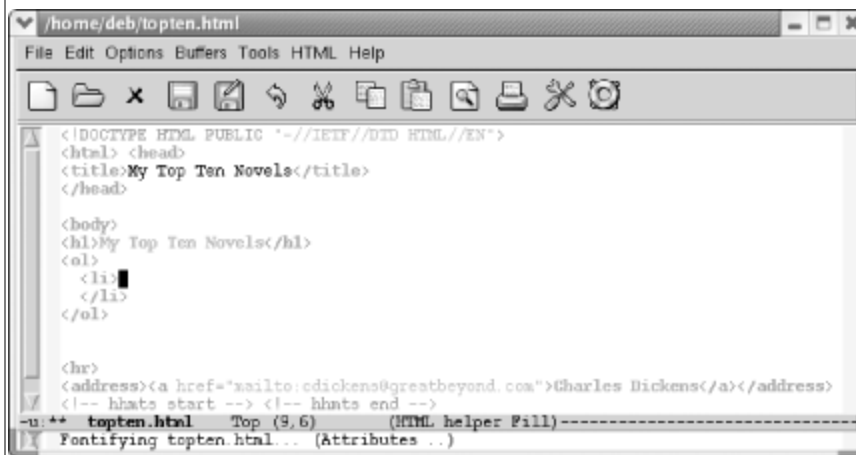 /home/deb/topten.html
File Edit Options Buffers Tools HTML Help
<!DOCTYPE HTML PUBLIC "-//IETF//DTD HTML//EN">
<html> <head>
<title>My Top Ten Novels</title>
</head>
<body>
<h1>My Top Ten Novels</h1>
<ol>
<li>
</li>
</ol>
<hr>
<address><a href="mailto:cdickens@greatbeyond.com">Charles Dickens</a></address>
<!-- hhmts start --> <!-- hhmts end -->
-u:** topten.html Top (9,6) (HTML helper Fill)--------------------------
Fontifying topten.html... (Attributes ..)